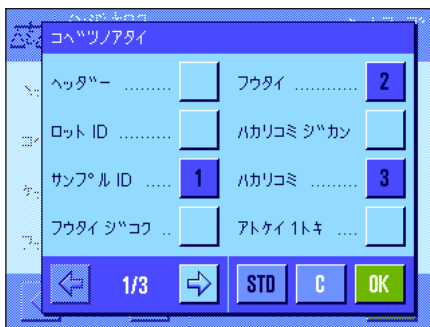 コベツノアタイ
ヘッダー .........
フウタイ ............ 2
ロット ID ..........
ハカリコミ ジカン
サンプル ID ..... 1
ハカリコミ ......... 3
フウタイ ジコク ..
アトケイ 1トキ ....
1/3 STD C OK